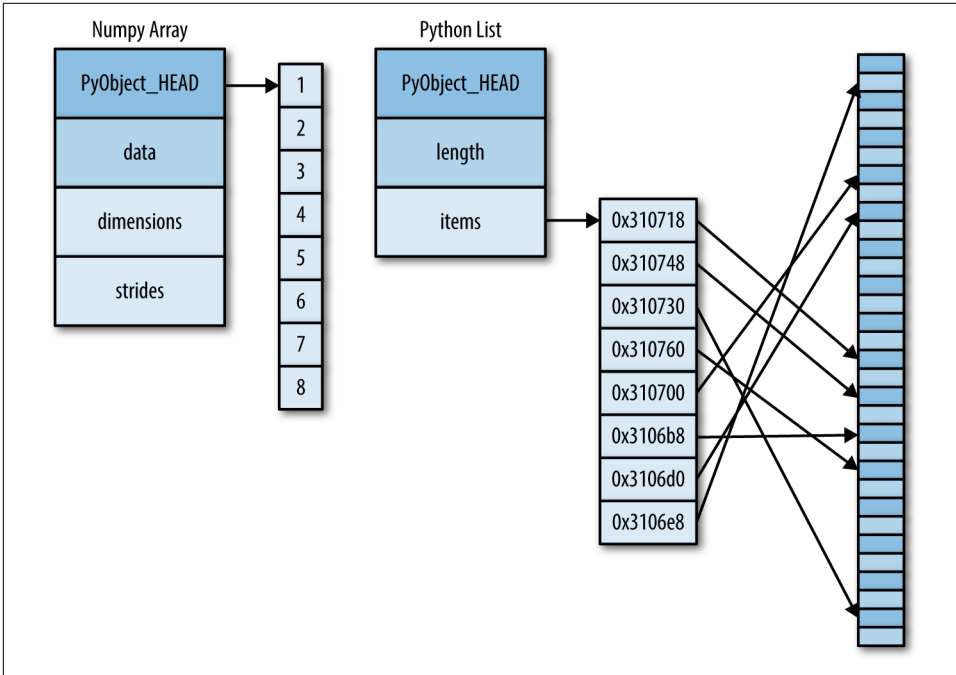 Numpy Array
PyObject_HEAD
data
dimensions
strides
1
2
3
4
5
6
7
8
Python List
PyObject_HEAD
length
items
0x310718
0x310748
0x310730
0x310760
0x310700
0x3106b8
0x3106d0
0x3106e8